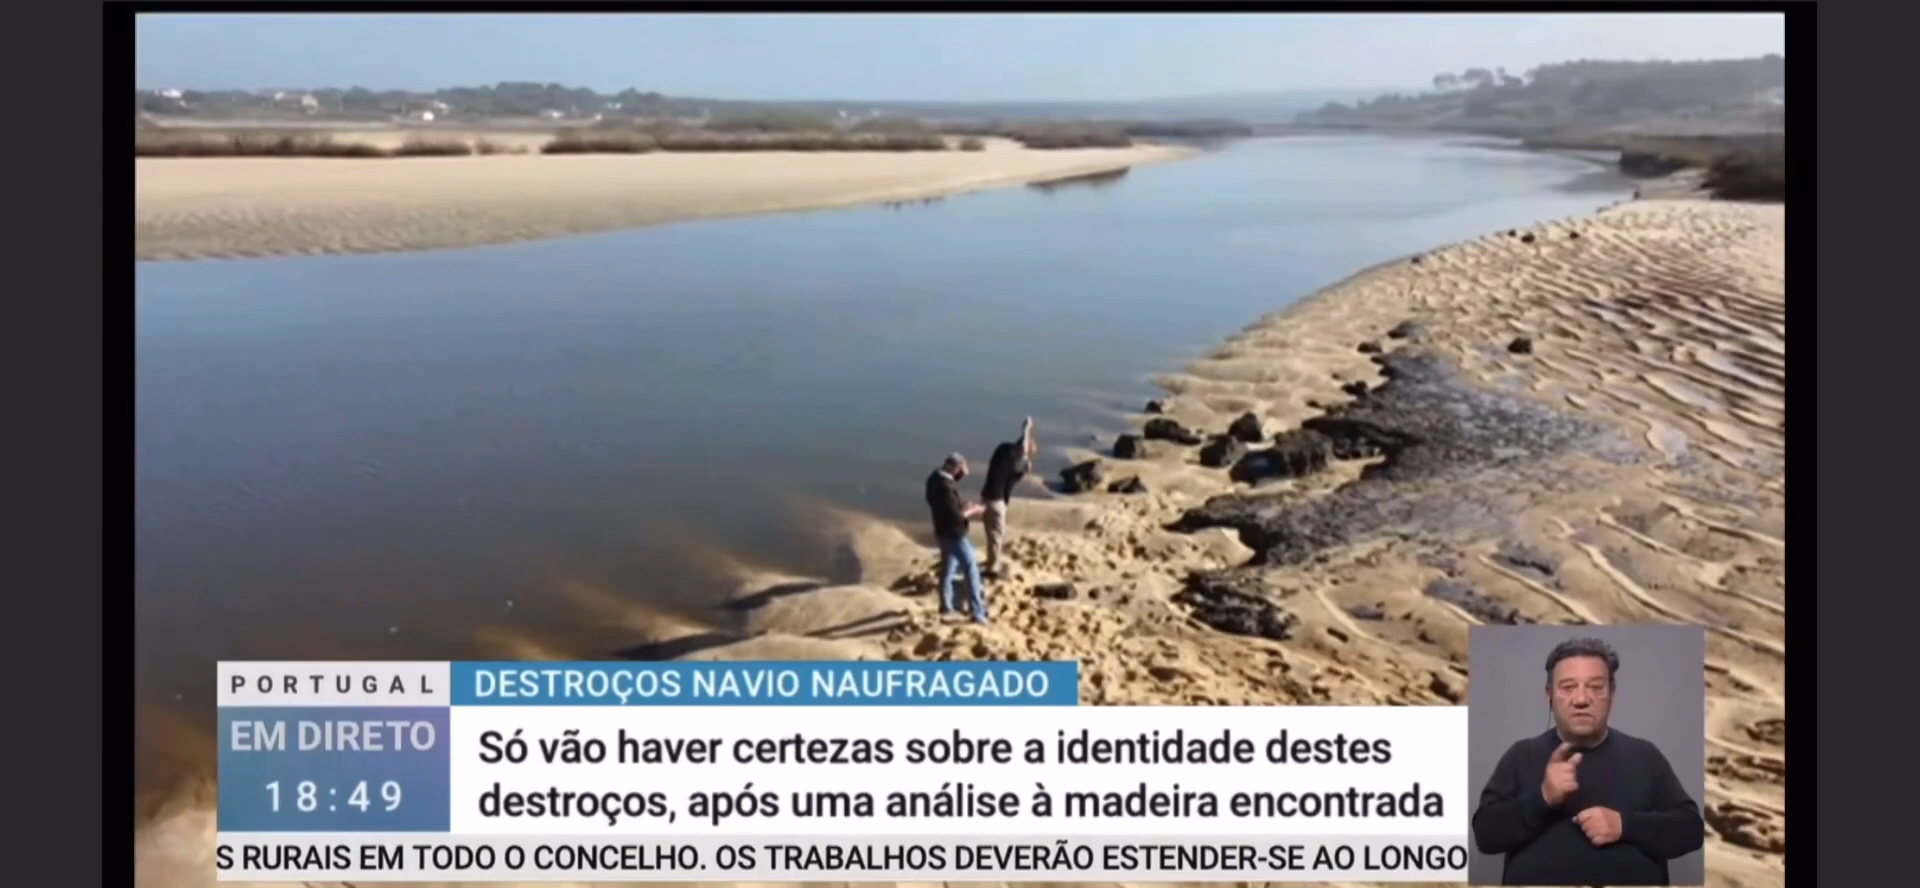 PORTUGAL
DESTROÇOS NAVIO NAUFRAGADO
EM DIRETO
18:49
Só vão haver certezas sobre a identidade destes
destroços, após uma análise à madeira encontrada
S RURAIS EM TODO O CONCELHO. OS TRABALHOS DEVERÃO ESTENDER-SE AO LONGO